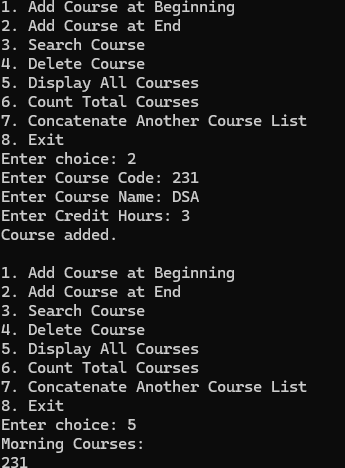 1. Add Course at Beginning
2. Add Course at End
3. Search Course
4. Delete Course
5. Display All Courses
6. Count Total Courses
7. Concatenate Another Course List
8. Exit
Enter choice: 2
Enter Course Code: 231
Enter Course Name: DSA
Enter Credit Hours: 3
Course added.

1. Add Course at Beginning
2. Add Course at End
3. Search Course
4. Delete Course
5. Display All Courses
6. Count Total Courses
7. Concatenate Another Course List
8. Exit
Enter choice: 5
Morning Courses:
231